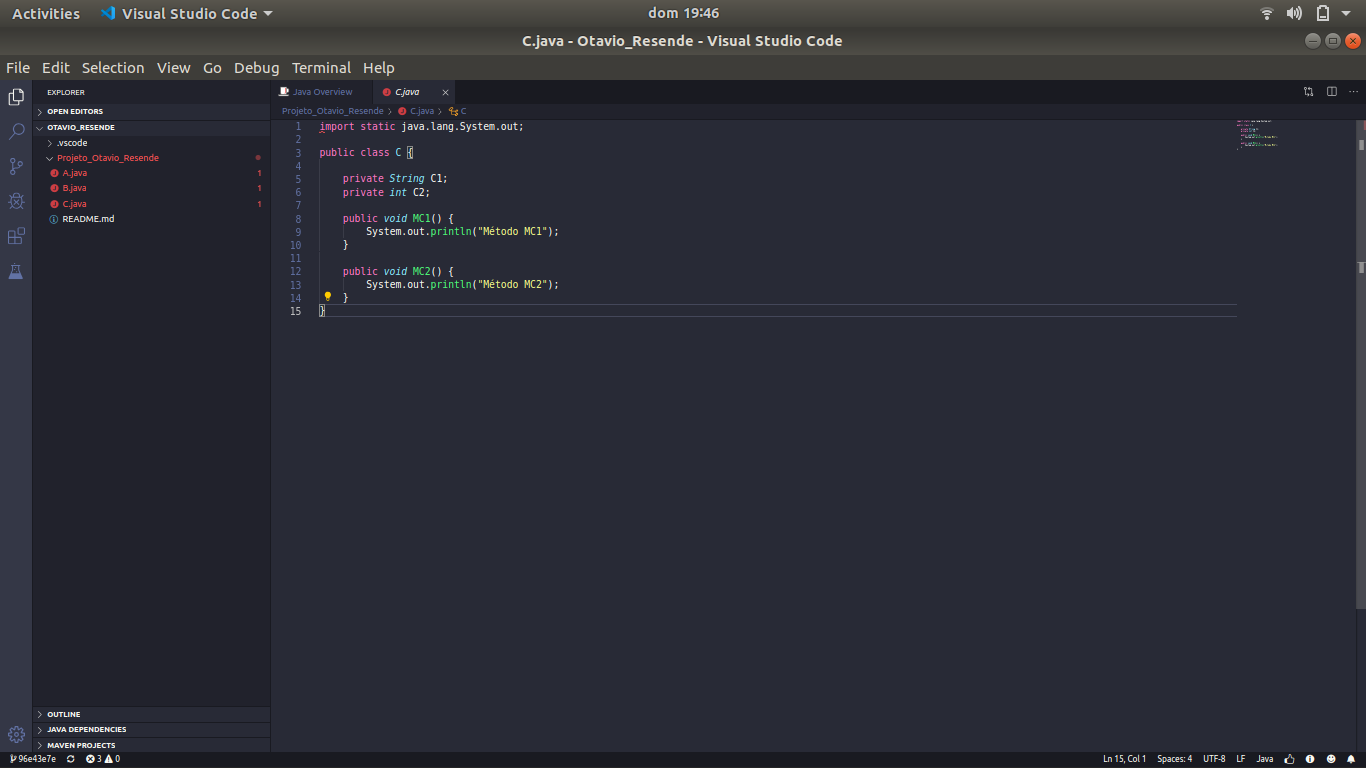 Activities Visual Studio Code dom 19:46
C.java - Otavio_Resende - Visual Studio Code
File Edit Selection View Go Debug Terminal Help
EXPLORER
OPEN EDITORS
OTAVIO_RESENDE
.vscode
Projeto_Otavio_Resende
A.java 1
B.java 1
C.java 1
README.md
OUTLINE
JAVA DEPENDENCIES
MAVEN PROJECTS
Java Overview C.java
Projeto_Otavio_Resende > C.java > C
1 import static java.lang.System.out;
2
3 public class C {
4
5 private String C1;
6 private int C2;
7
8 public void MC1() {
9 System.out.println("Método MC1");
10 }
11
12 public void MC2() {
13 System.out.println("Método MC2");
14 }
15 }
96e43e7e 3 0 Ln 15, Col 1 Spaces: 4 UTF-8 LF Java